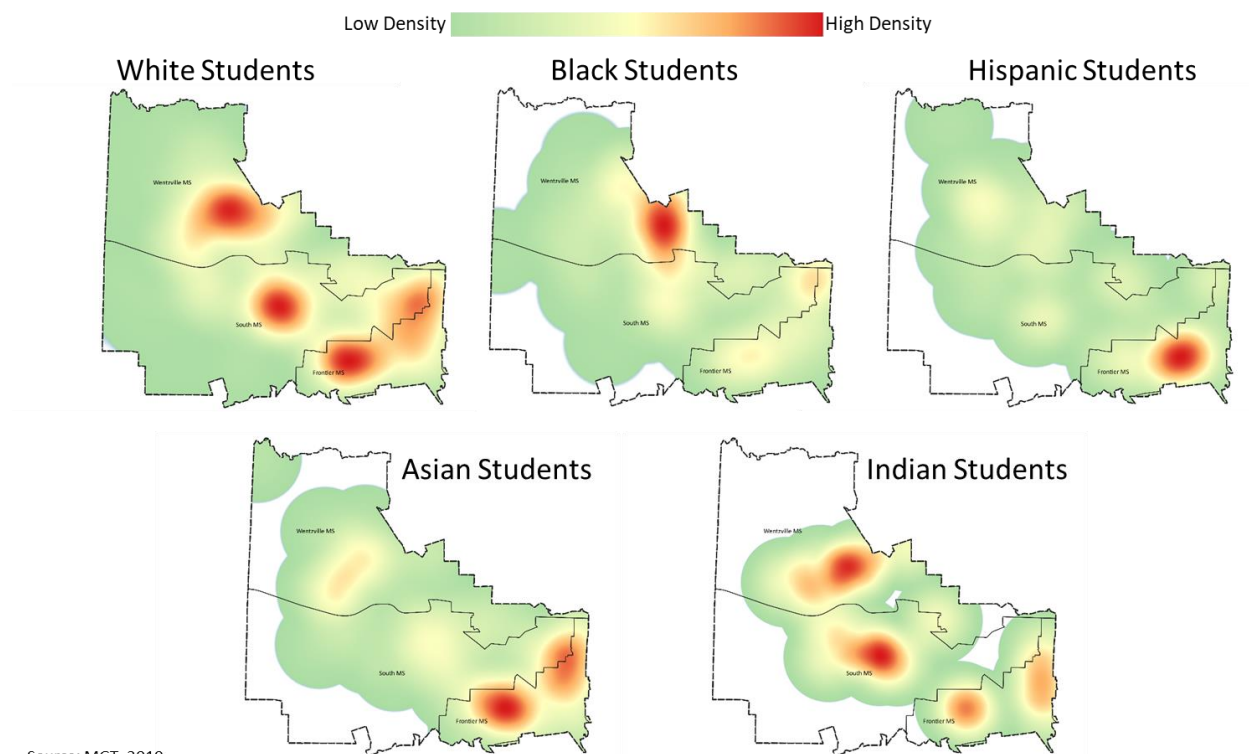 Low Density High Density
White Students Black Students Hispanic Students
Wentzville MS Wentzville MS Wentzville MS
South MS South MS South MS
Frontier MS Frontier MS Frontier MS
Asian Students Indian Students
Wentzville MS Wentzville MS
South MS South MS
Frontier MS Frontier MS